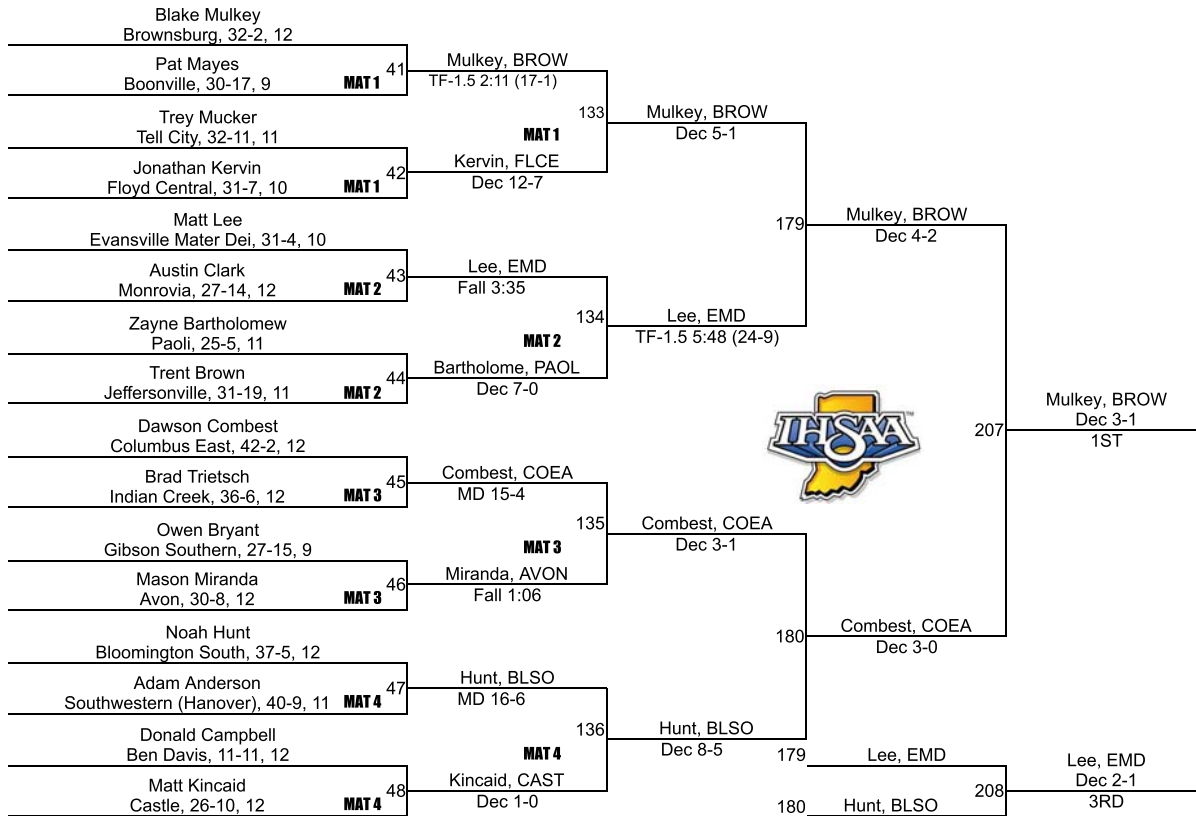 Blake Mulkey
Brownsburg, 32-2, 12
41
Mulkey, BROW
Pat Mayes
Boonville, 30-17, 9
MAT 1
TF-1.5 2:11 (17-1)
133
Mulkey, BROW
Dec 5-1
MAT 1
Trey Mucker
Tell City, 32-11, 11
42
Kervin, FLCE
Dec 12-7
Jonathan Kervin
Floyd Central, 31-7, 10
MAT 1
179
Mulkey, BROW
Dec 4-2
Matt Lee
Evansville Mater Dei, 31-4, 10
43
Lee, EMD
Fall 3:35
Austin Clark
Monrovia, 27-14, 12
MAT 2
134
Lee, EMD
TF-1.5 5:48 (24-9)
MAT 2
Zayne Bartholomew
Paoli, 25-5, 11
44
Bartholome, PAOL
Dec 7-0
Trent Brown
Jeffersonville, 31-19, 11
MAT 2
IHSAA
TM
207
Mulkey, BROW
Dec 3-1
1ST
Dawson Combest
Columbus East, 42-2, 12
45
Combest, COEA
MD 15-4
Brad Trietsch
Indian Creek, 36-6, 12
MAT 3
135
Combest, COEA
Dec 3-1
MAT 3
Owen Bryant
Gibson Southern, 27-15, 9
46
Miranda, AVON
Fall 1:06
Mason Miranda
Avon, 30-8, 12
MAT 3
180
Combest, COEA
Dec 3-0
Noah Hunt
Bloomington South, 37-5, 12
47
Hunt, BLSO
MD 16-6
Adam Anderson
Southwestern (Hanover), 40-9, 11
MAT 4
136
Hunt, BLSO
Dec 8-5
MAT 4
Donald Campbell
Ben Davis, 11-11, 12
48
Kincaid, CAST
Dec 1-0
Matt Kincaid
Castle, 26-10, 12
MAT 4
179
Lee, EMD
208
Lee, EMD
Dec 2-1
3RD
180
Hunt, BLSO